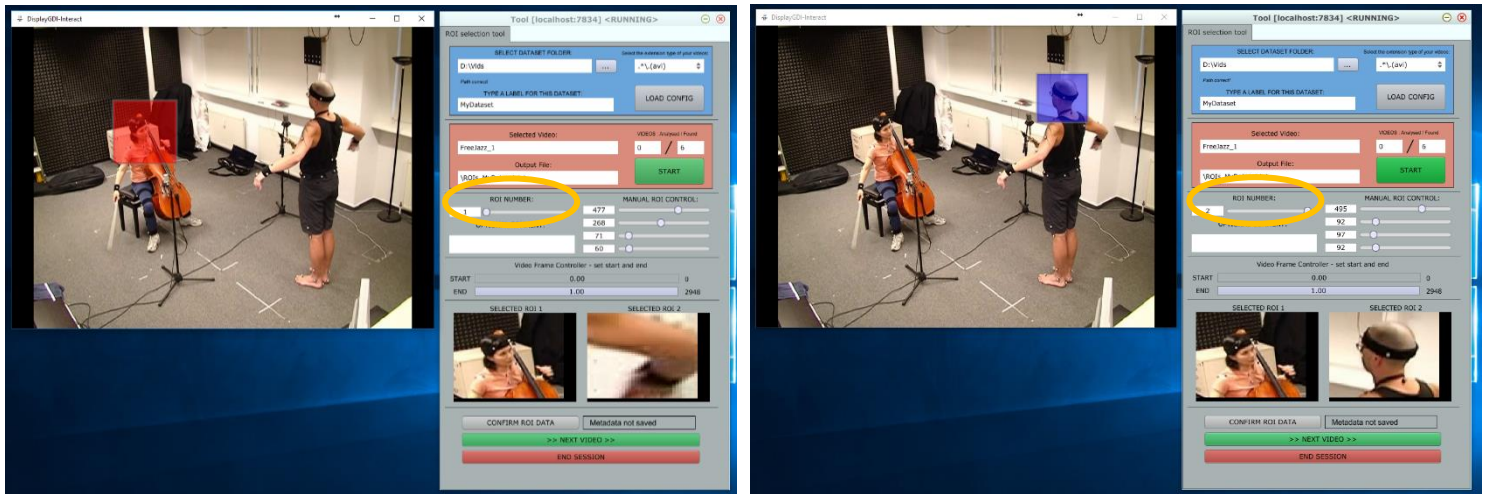 DisplayGDI-Interact
Tool [localhost:7834] <RUNNING>
ROI selection tool
SELECT DATASET FOLDER:
Select the extension type of your videos:
D:\Vids
...
.*\.(avi)
Path correct!
TYPE A LABEL FOR THIS DATASET:
MyDataset
LOAD CONFIG
Selected Video:
VIDEOS : Analysed / Found
FreeJazz_1
0 / 6
Output File:
START
ROI NUMBER:
MANUAL ROI CONTROL:
1
477
268
71
60
Video Frame Controller - set start and end
START 0.00 0
END 1.00 2948
SELECTED ROI 1
SELECTED ROI 2
CONFIRM ROI DATA
Metadata not saved
>> NEXT VIDEO >>
END SESSION
DisplayGDI-Interact
Tool [localhost:7834] <RUNNING>
ROI selection tool
SELECT DATASET FOLDER:
Select the extension type of your videos:
D:\Vids
...
.*\.(avi)
Path correct!
TYPE A LABEL FOR THIS DATASET:
MyDataset
LOAD CONFIG
Selected Video:
VIDEOS : Analysed / Found
FreeJazz_1
0 / 6
Output File:
START
ROI NUMBER:
MANUAL ROI CONTROL:
2
495
92
97
92
Video Frame Controller - set start and end
START 0.00 0
END 1.00 2948
SELECTED ROI 1
SELECTED ROI 2
CONFIRM ROI DATA
Metadata not saved
>> NEXT VIDEO >>
END SESSION